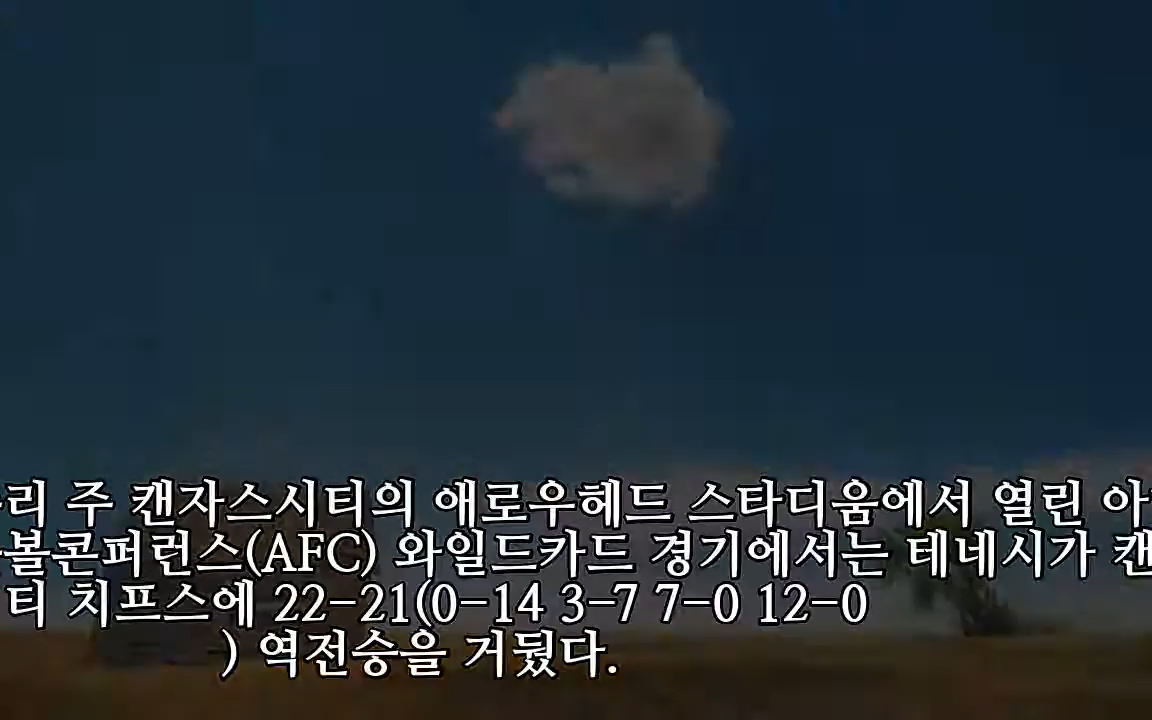 리 주 캔자스시티의 애로우헤드 스타디움에서 열린
볼콘퍼런스(AFC) 와일드카드 경기에서는 테네시가
티 치프스에 22-21(0-14 3-7 7-0 12-0
) 역전승을 거뒀다.